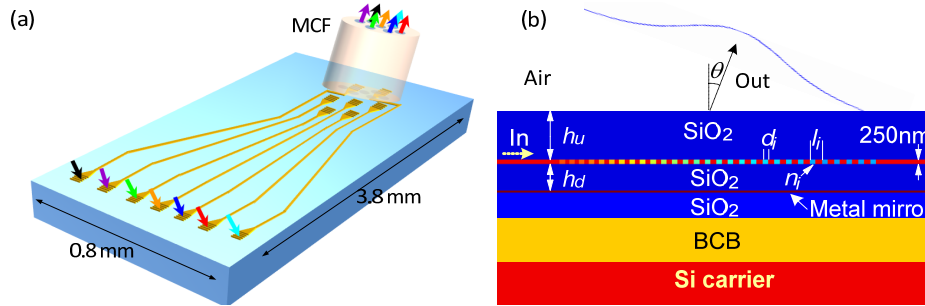 (a)
MCF
3.8 mm
0.8 mm
(b)
θ
Air
Out
hu
SiO2
di
li
250nm
In
hd
SiO2
ni
SiO2
Metal mirro
BCB
Si carrier